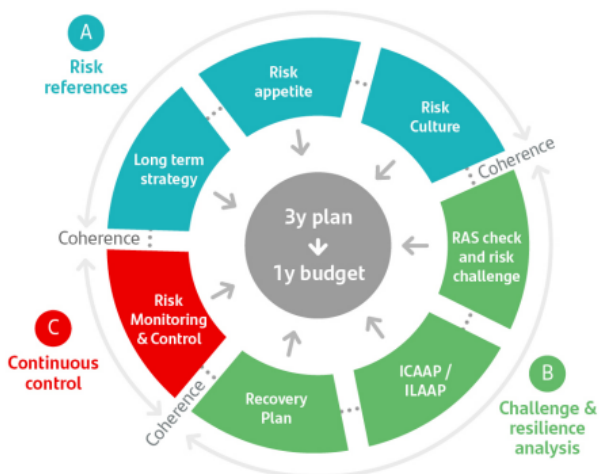 A
Risk
references
Risk
appetite
Risk
Culture
Long term
strategy
Coherence
Coherence
3y plan
1y budget
RAS check
and risk
challenge
Risk
Monitoring
& Control
C
Continuous
control
Coherence
Recovery
Plan
ICAAP /
ILAAP
B
Challenge &
resilience
analysis